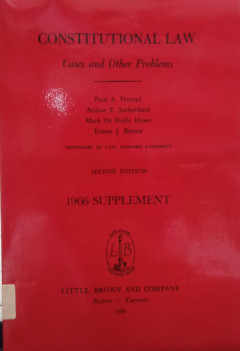 CONSTITUTIONAL LAW
Cases and Other Problems
Paul A. Freund
Arthur E. Sutherland
Mark De Wolfe Howe
Ernest J. Brown
PROFESSORS OF LAW, HARVARD UNIVERSITY
SECOND EDITION
1966 SUPPLEMENT
L B
LITTLE, BROWN AND COMPANY
Boston – Toronto
1966